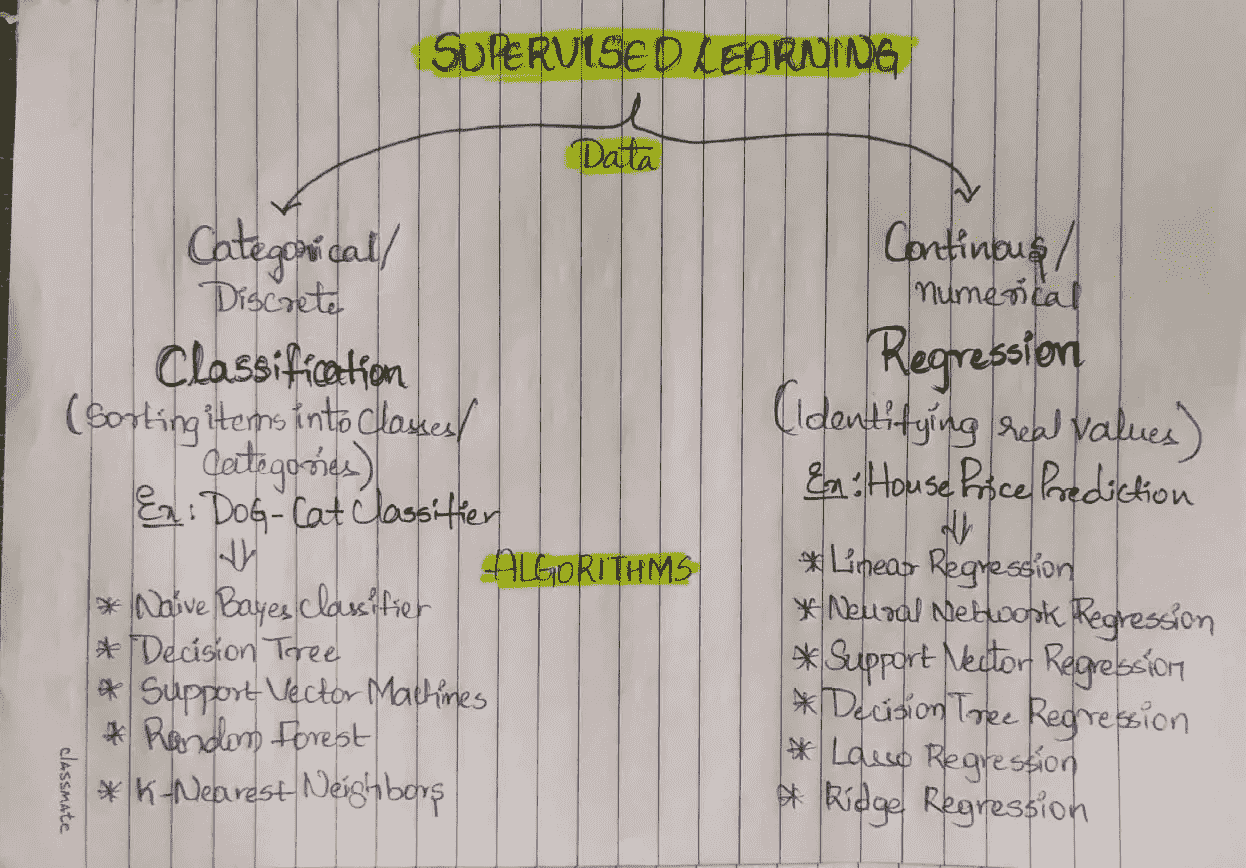 SUPERVISED LEARNING
Data
Categorical/
Discrete
Classification
(Sorting items into Classes/
Categories)
Ex: DOG-Cat Classifier
Continous/
numerical
Regression
(Identifying real values)
Ex: House Price Prediction
ALGORITHMS
* Naive Bayes Classifier
* Decision Tree
* Support Vector Machines
* Random Forest
* K-Nearest Neighbors
* Linear Regression
* Neural Network Regression
* Support Vector Regression
* Decision Tree Regression
* Lasso Regression
* Ridge Regression
classmate